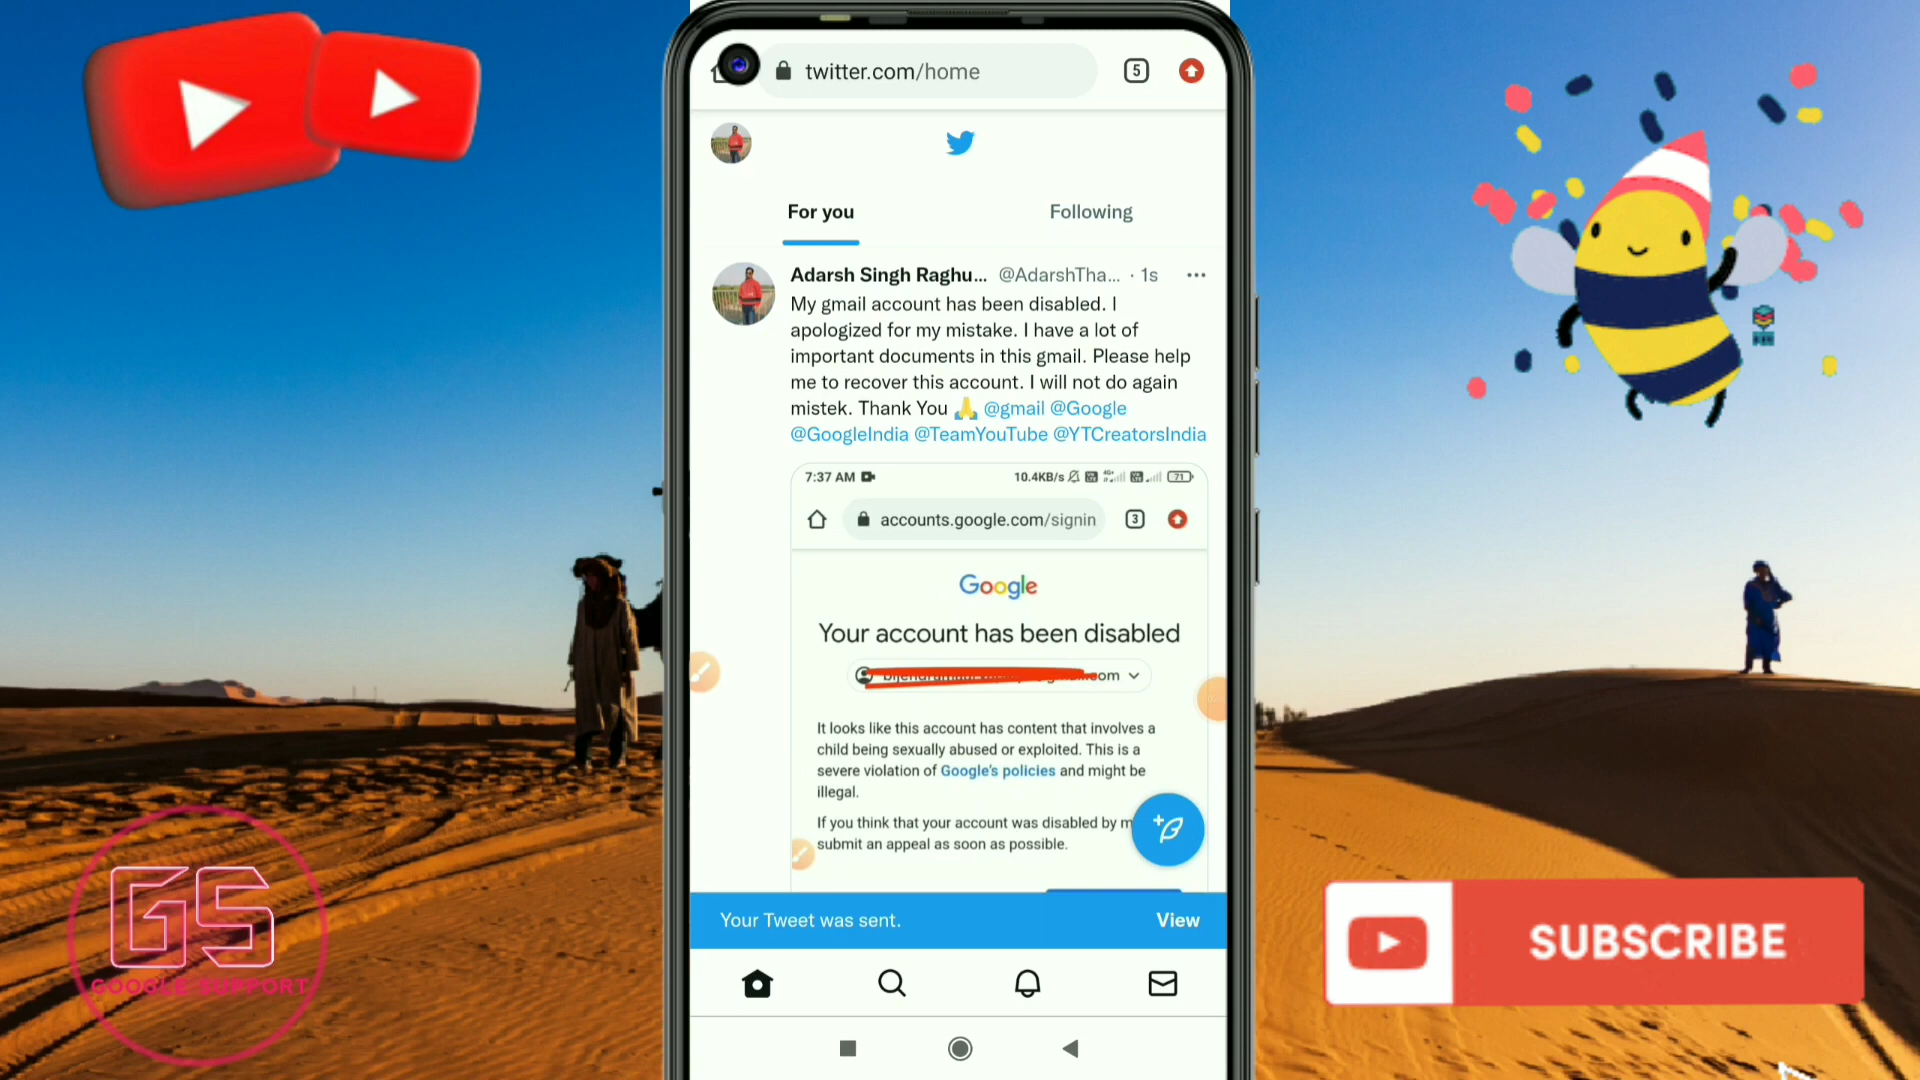 twitter.com/home
5
For you
Following
Adarsh Singh Raghu... @AdarshTha... · 1s
My gmail account has been disabled. I
apologized for my mistake. I have a lot of
important documents in this gmail. Please help
me to recover this account. I will not do again
mistek. Thank You 🙏 @gmail @Google
@GoogleIndia @TeamYouTube @YTCreatorsIndia
7:37 AM
10.4KB/s
71
accounts.google.com/signin
3
Google
Your account has been disabled
om
It looks like this account has content that involves a
child being sexually abused or exploited. This is a
severe violation of Google's policies and might be
illegal.
If you think that your account was disabled by m
submit an appeal as soon as possible.
Your Tweet was sent.
View
GS
GOOGLE SUPPORT
SUBSCRIBE